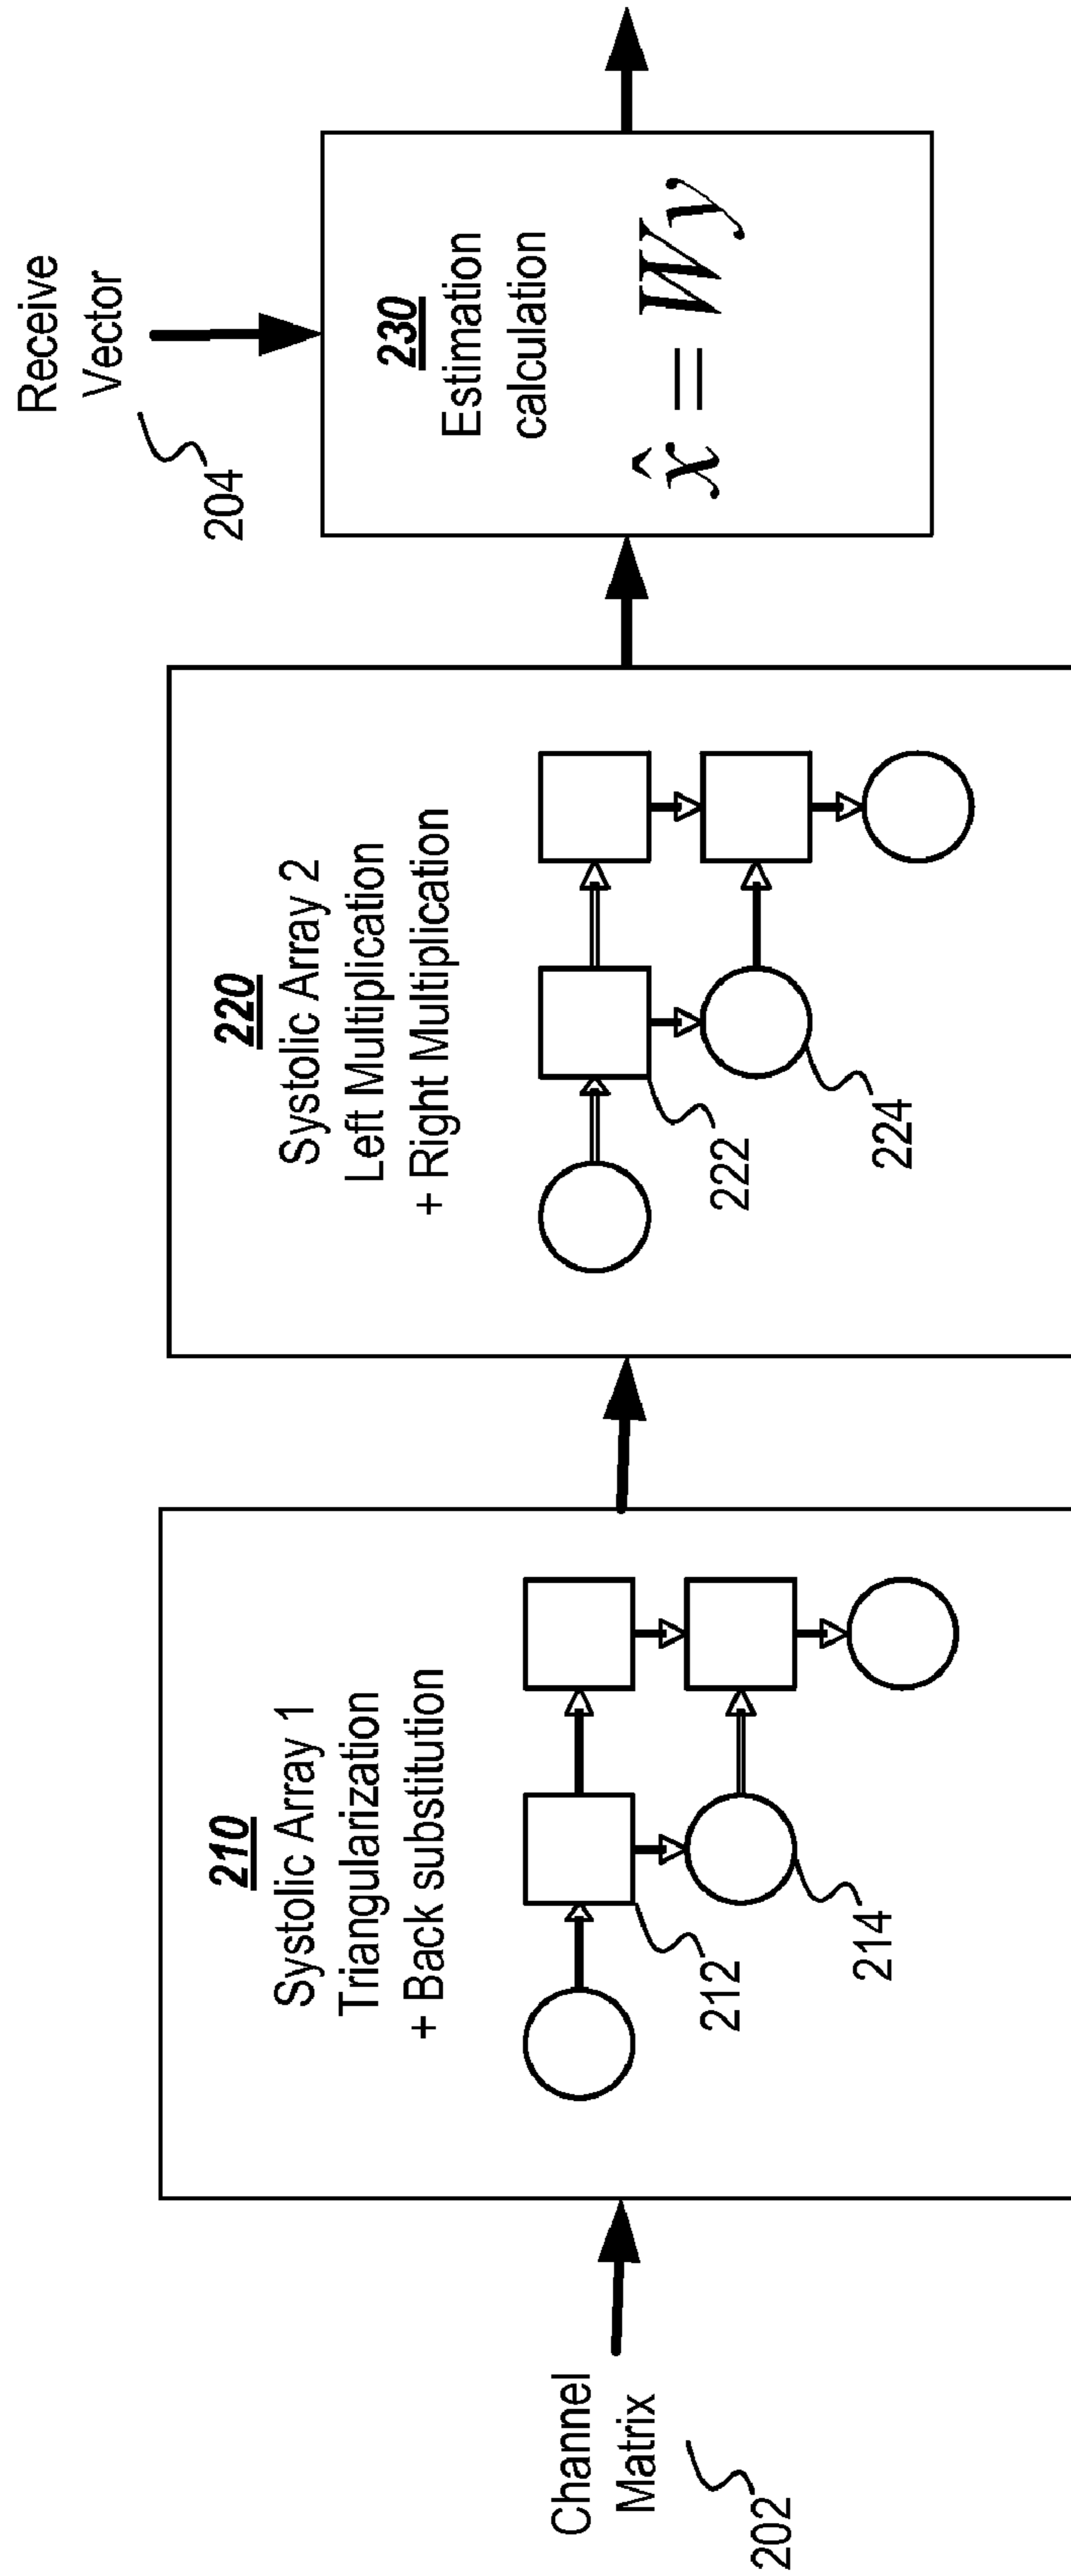 Channel
Matrix
202
210
Systolic Array 1
Triangularization
+ Back substitution
212
214
220
Systolic Array 2
Left Multiplication
+ Right Multiplication
222
224
Receive
Vector
204
230
Estimation
calculation
x̂ = Wy